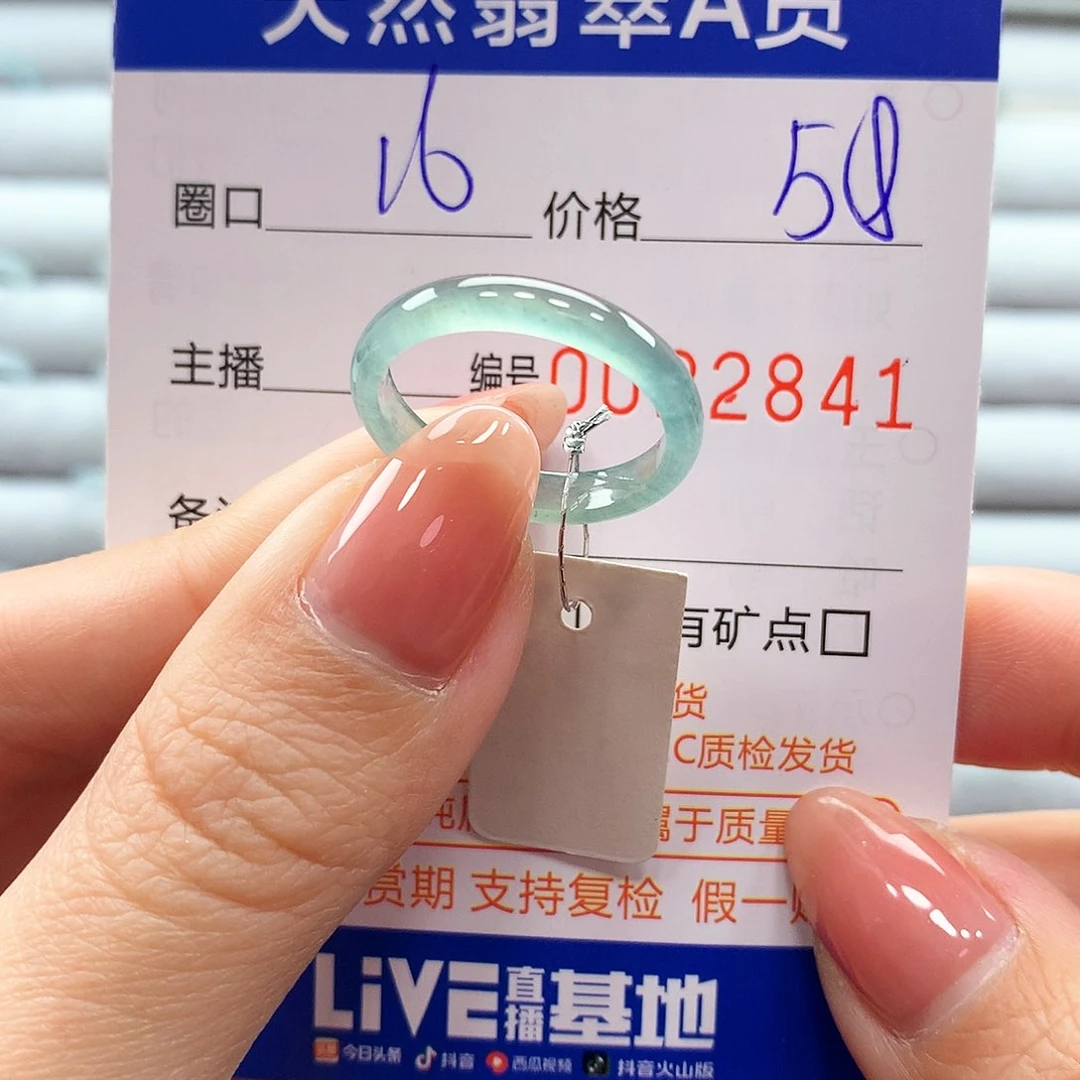 天然翡翠A货
圈口 16 价格 58
主播 编号 2841
备
有矿点□
货
C质检发货
属于质量
赏期 支持复检 假一
LiVE直播基地
今日头条 抖音 西瓜视频 抖音火山版